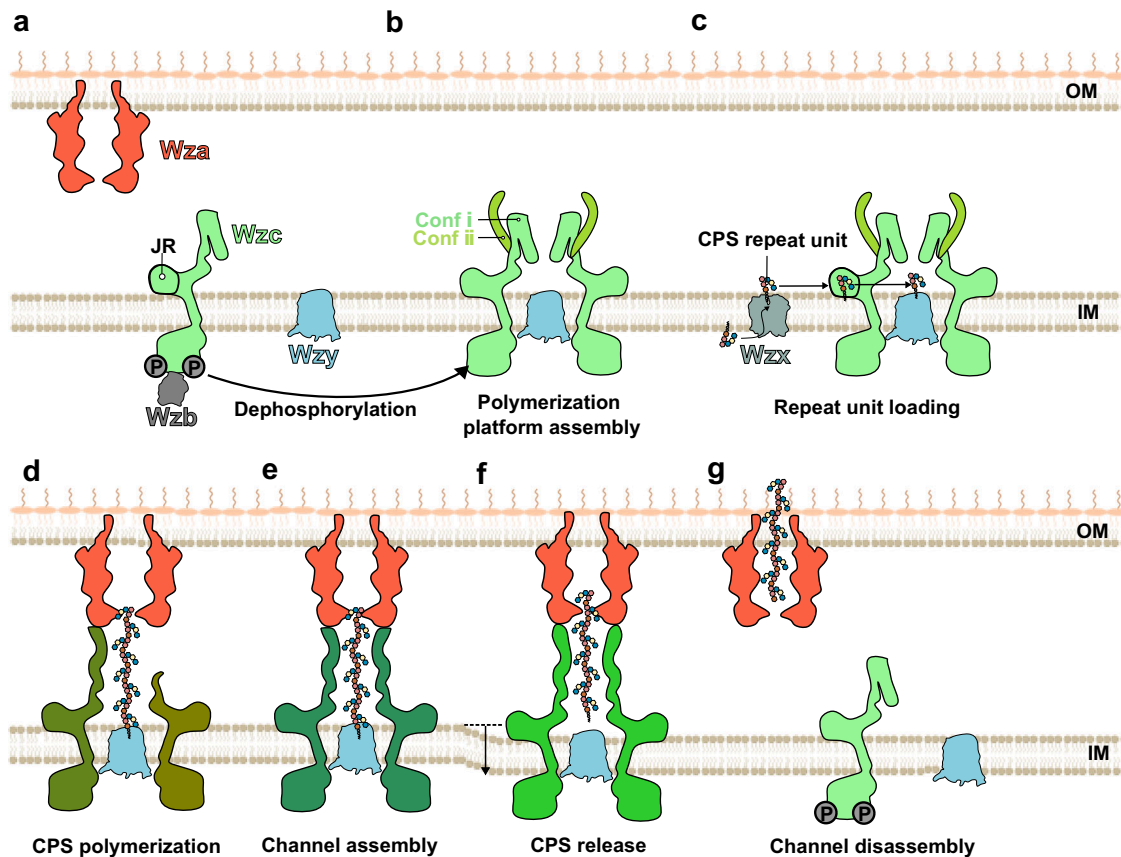 a
b
c
OM
Wza
Wzc
Conf i
Conf ii
JR
CPS repeat unit
IM
Wzy
Wzx
P
P
Wzb
Dephosphorylation
Polymerization
platform assembly
Repeat unit loading
d
e
f
g
OM
IM
P
P
CPS polymerization
Channel assembly
CPS release
Channel disassembly